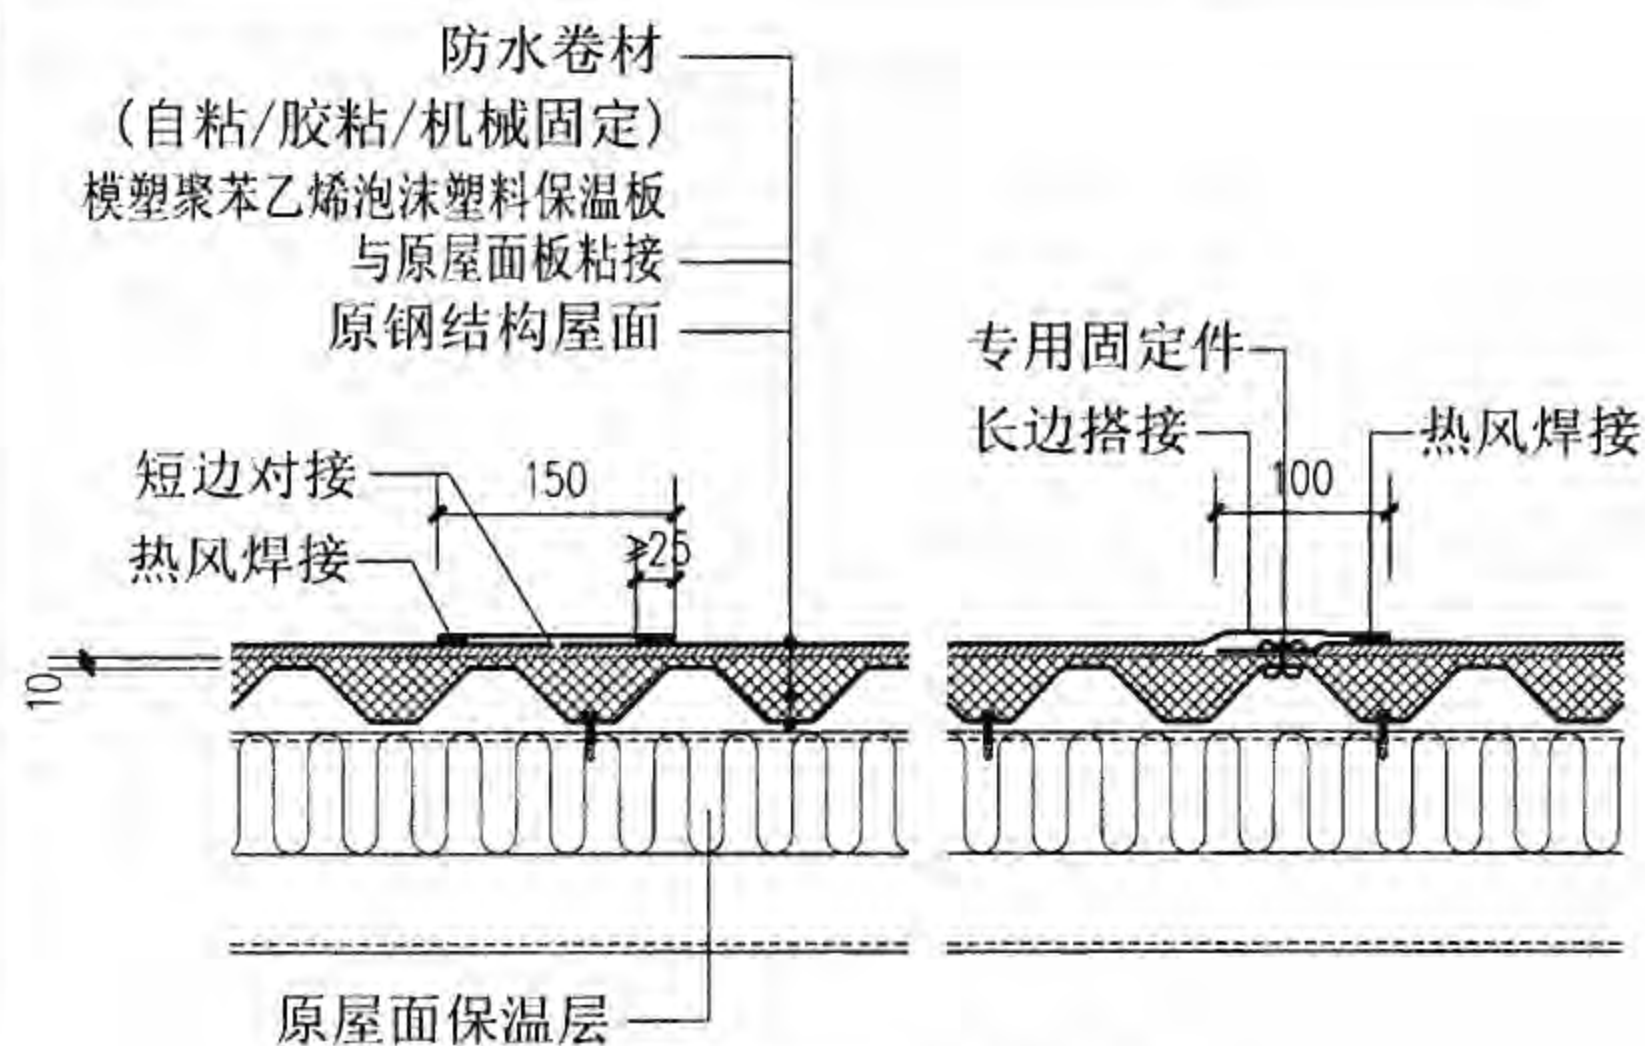 防水卷材
(自粘/胶粘/机械固定)
模塑聚苯乙烯泡沫塑料保温板
与原屋面板粘接
原钢结构屋面
短边对接
150
热风焊接
≥25
10
原屋面保温层
专用固定件
长边搭接
热风焊接
100